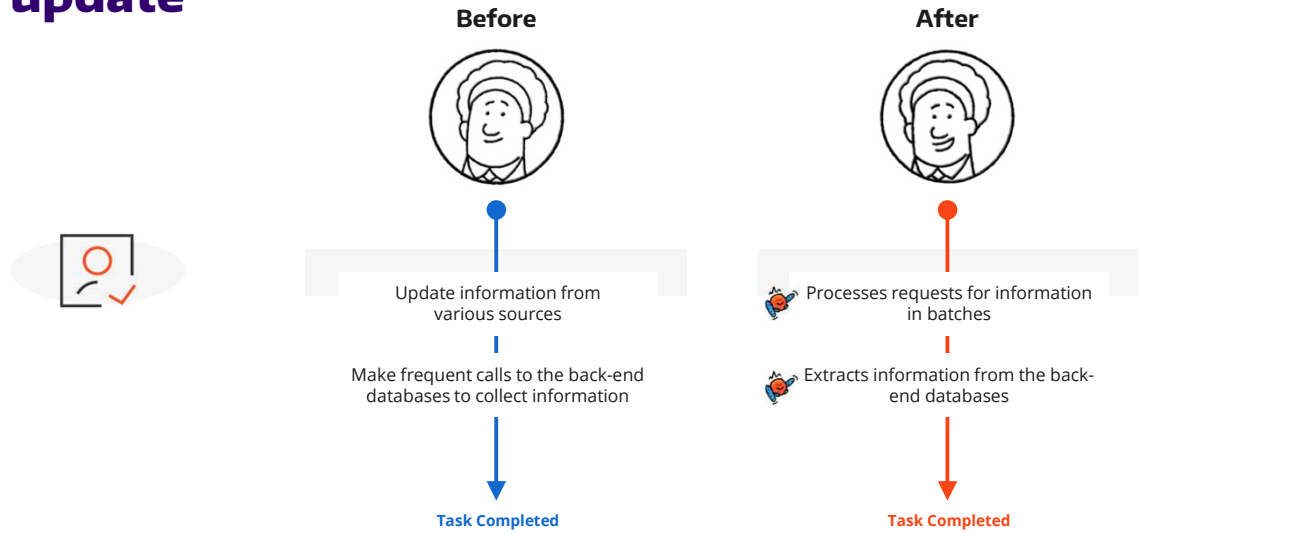 update
Before
After
Update information from
various sources
Make frequent calls to the back-end
databases to collect information
Task Completed
Processes requests for information
in batches
Extracts information from the back-
end databases
Task Completed